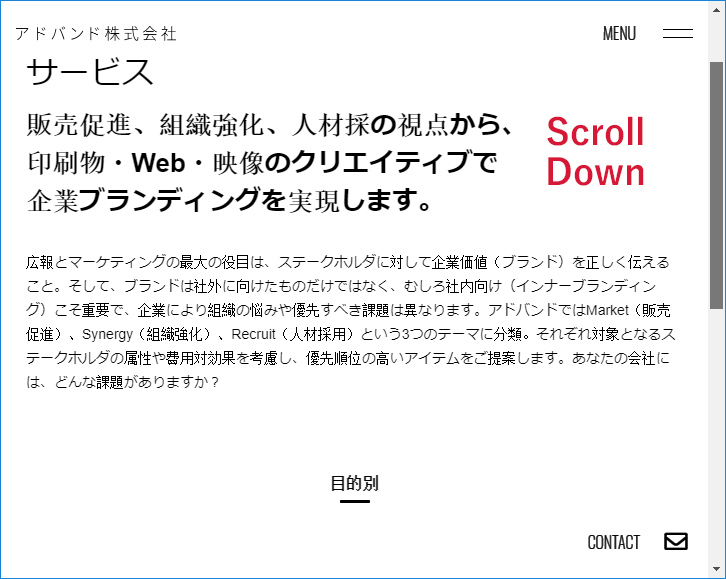 アドバンド株式会社
MENU
サービス
販売促進、組織強化、人材採の視点から、
印刷物・Web・映像のクリエイティブで
企業ブランディングを実現します。
Scroll
Down
広報とマーケティングの最大の役目は、ステークホルダに対して企業価値（ブランド）を正しく伝える
こと。そして、ブランドは社外に向けたものだけではなく、むしろ社内向け（インナーブランディン
グ）こそ重要で、企業により組織の悩みや優先すべき課題は異なります。アドバンドではMarket（販売
促進）、Synergy（組織強化）、Recruit（人材採用）という3つのテーマに分類。それぞれ対象となるス
テークホルダの属性や費用対効果を考慮し、優先順位の高いアイテムをご提案します。あなたの会社に
は、どんな課題がありますか？
目的別
CONTACT